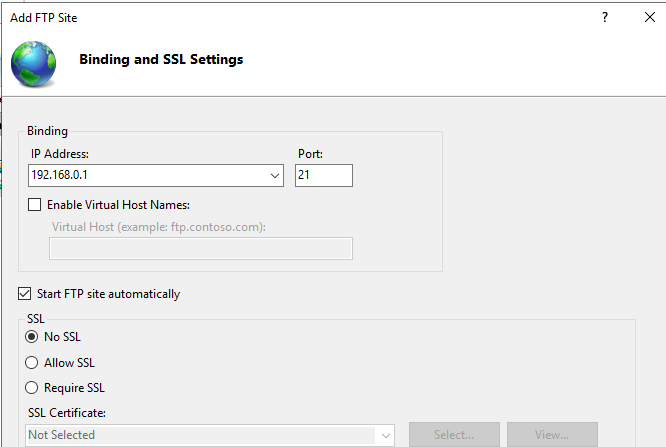 Add FTP Site
?
Binding and SSL Settings
Binding
IP Address:
Port:
192.168.0.1
21
Enable Virtual Host Names:
Virtual Host (example: ftp.contoso.com):
Start FTP site automatically
SSL
No SSL
Allow SSL
Require SSL
SSL Certificate:
Not Selected
Select...
View...